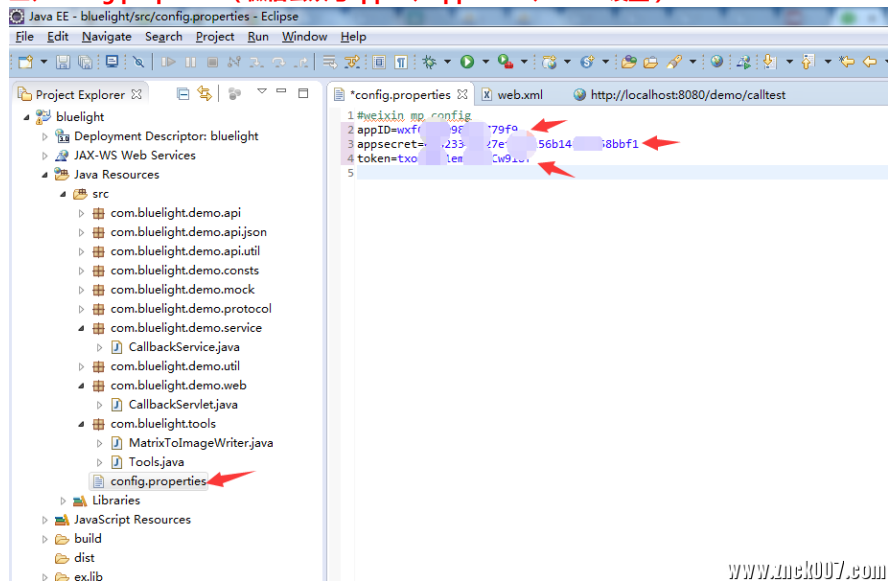 Java EE - bluelight/src/config.properties - Eclipse
File Edit Navigate Search Project Run Window Help
Project Explorer
*config.properties web.xml http://localhost:8080/demo/calltest
bluelight
Deployment Descriptor: bluelight
JAX-WS Web Services
Java Resources
src
com.bluelight.demo.api
com.bluelight.demo.api.json
com.bluelight.demo.api.util
com.bluelight.demo.consts
com.bluelight.demo.mock
com.bluelight.demo.protocol
com.bluelight.demo.service
CallbackService.java
com.bluelight.demo.util
com.bluelight.demo.web
CallbackServlet.java
com.bluelight.tools
MatrixToImageWriter.java
Tools.java
config.properties
Libraries
JavaScript Resources
build
dist
ex.lib
1 #weixin mp config
2 appID=
3 appsecret=
4 token=
5
www.znck007.com